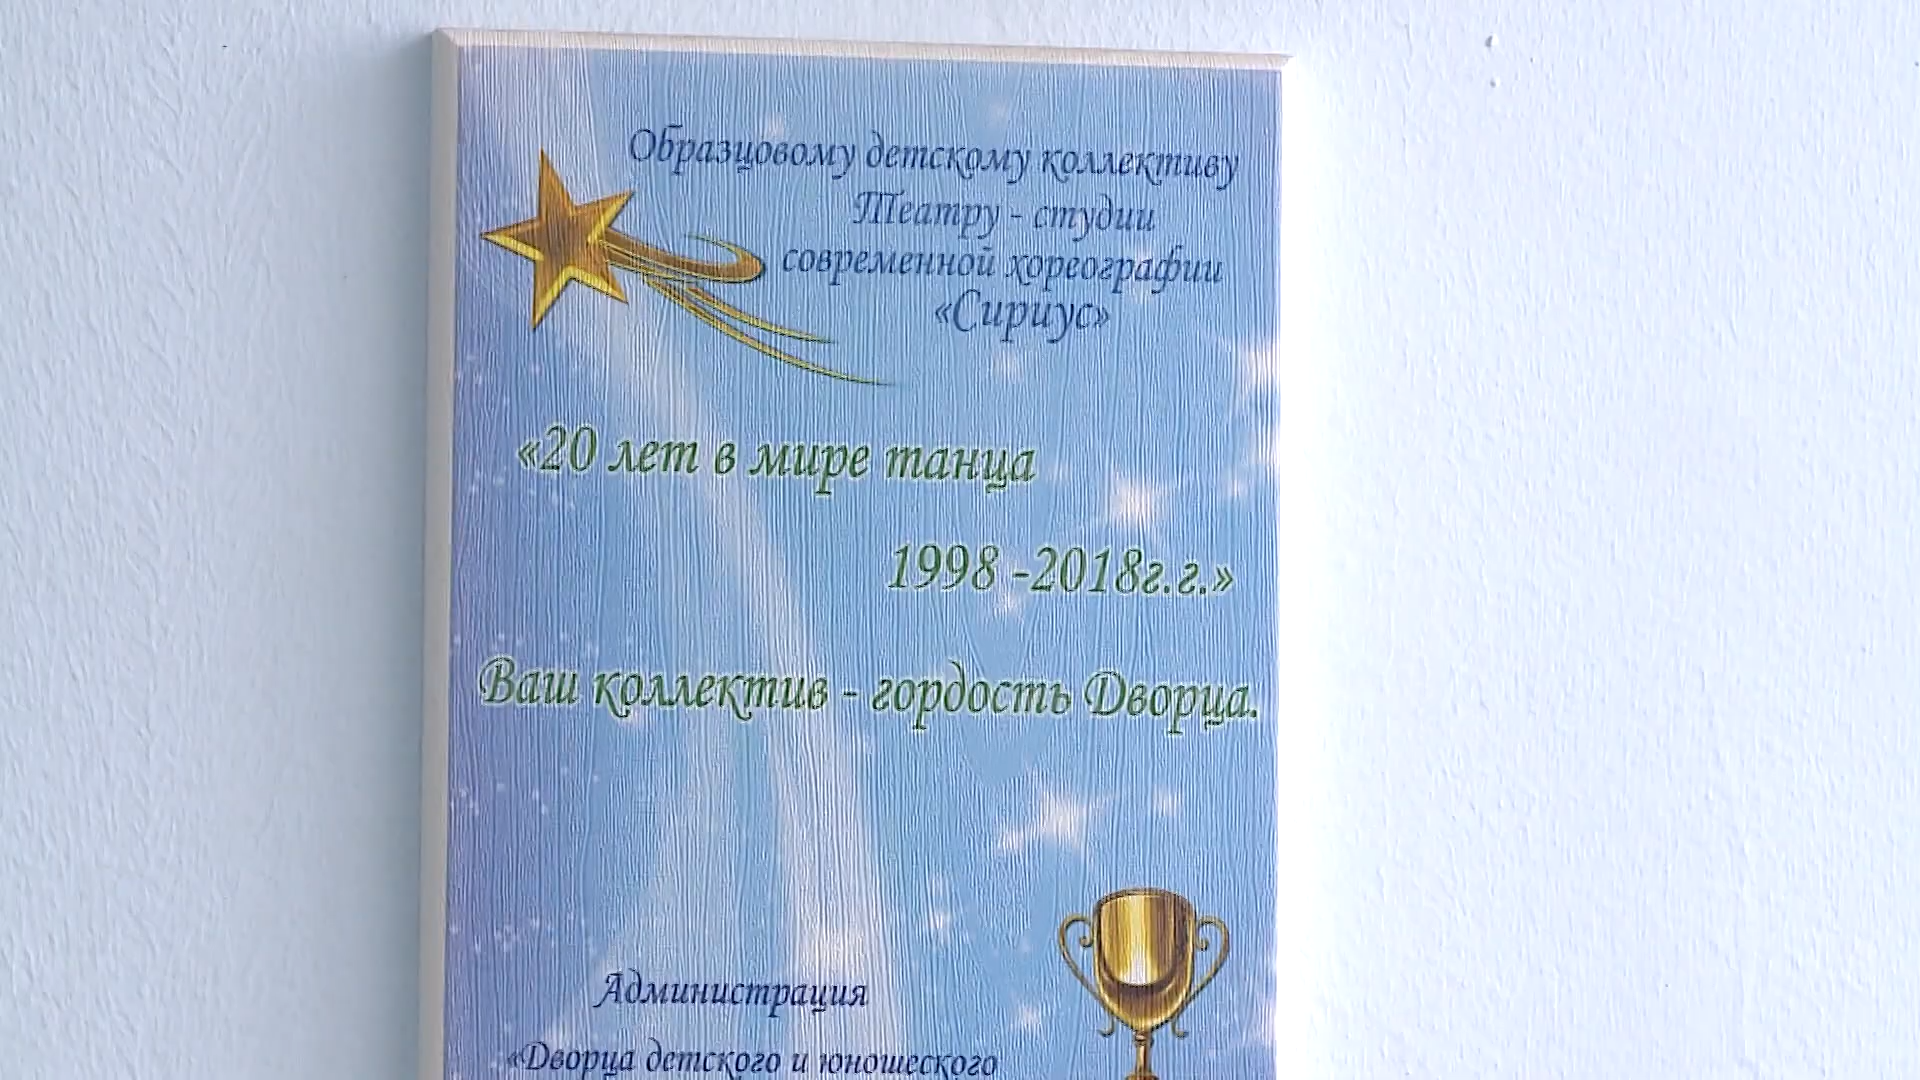 Образцовому детскому коллективу
Театру - студии
современной хореографии
«Сириус»
«20 лет в мире танца
1998 -2018г.г.»
Ваш коллектив - гордость Дворца.
Администрация
«Дворца детского и юношеского